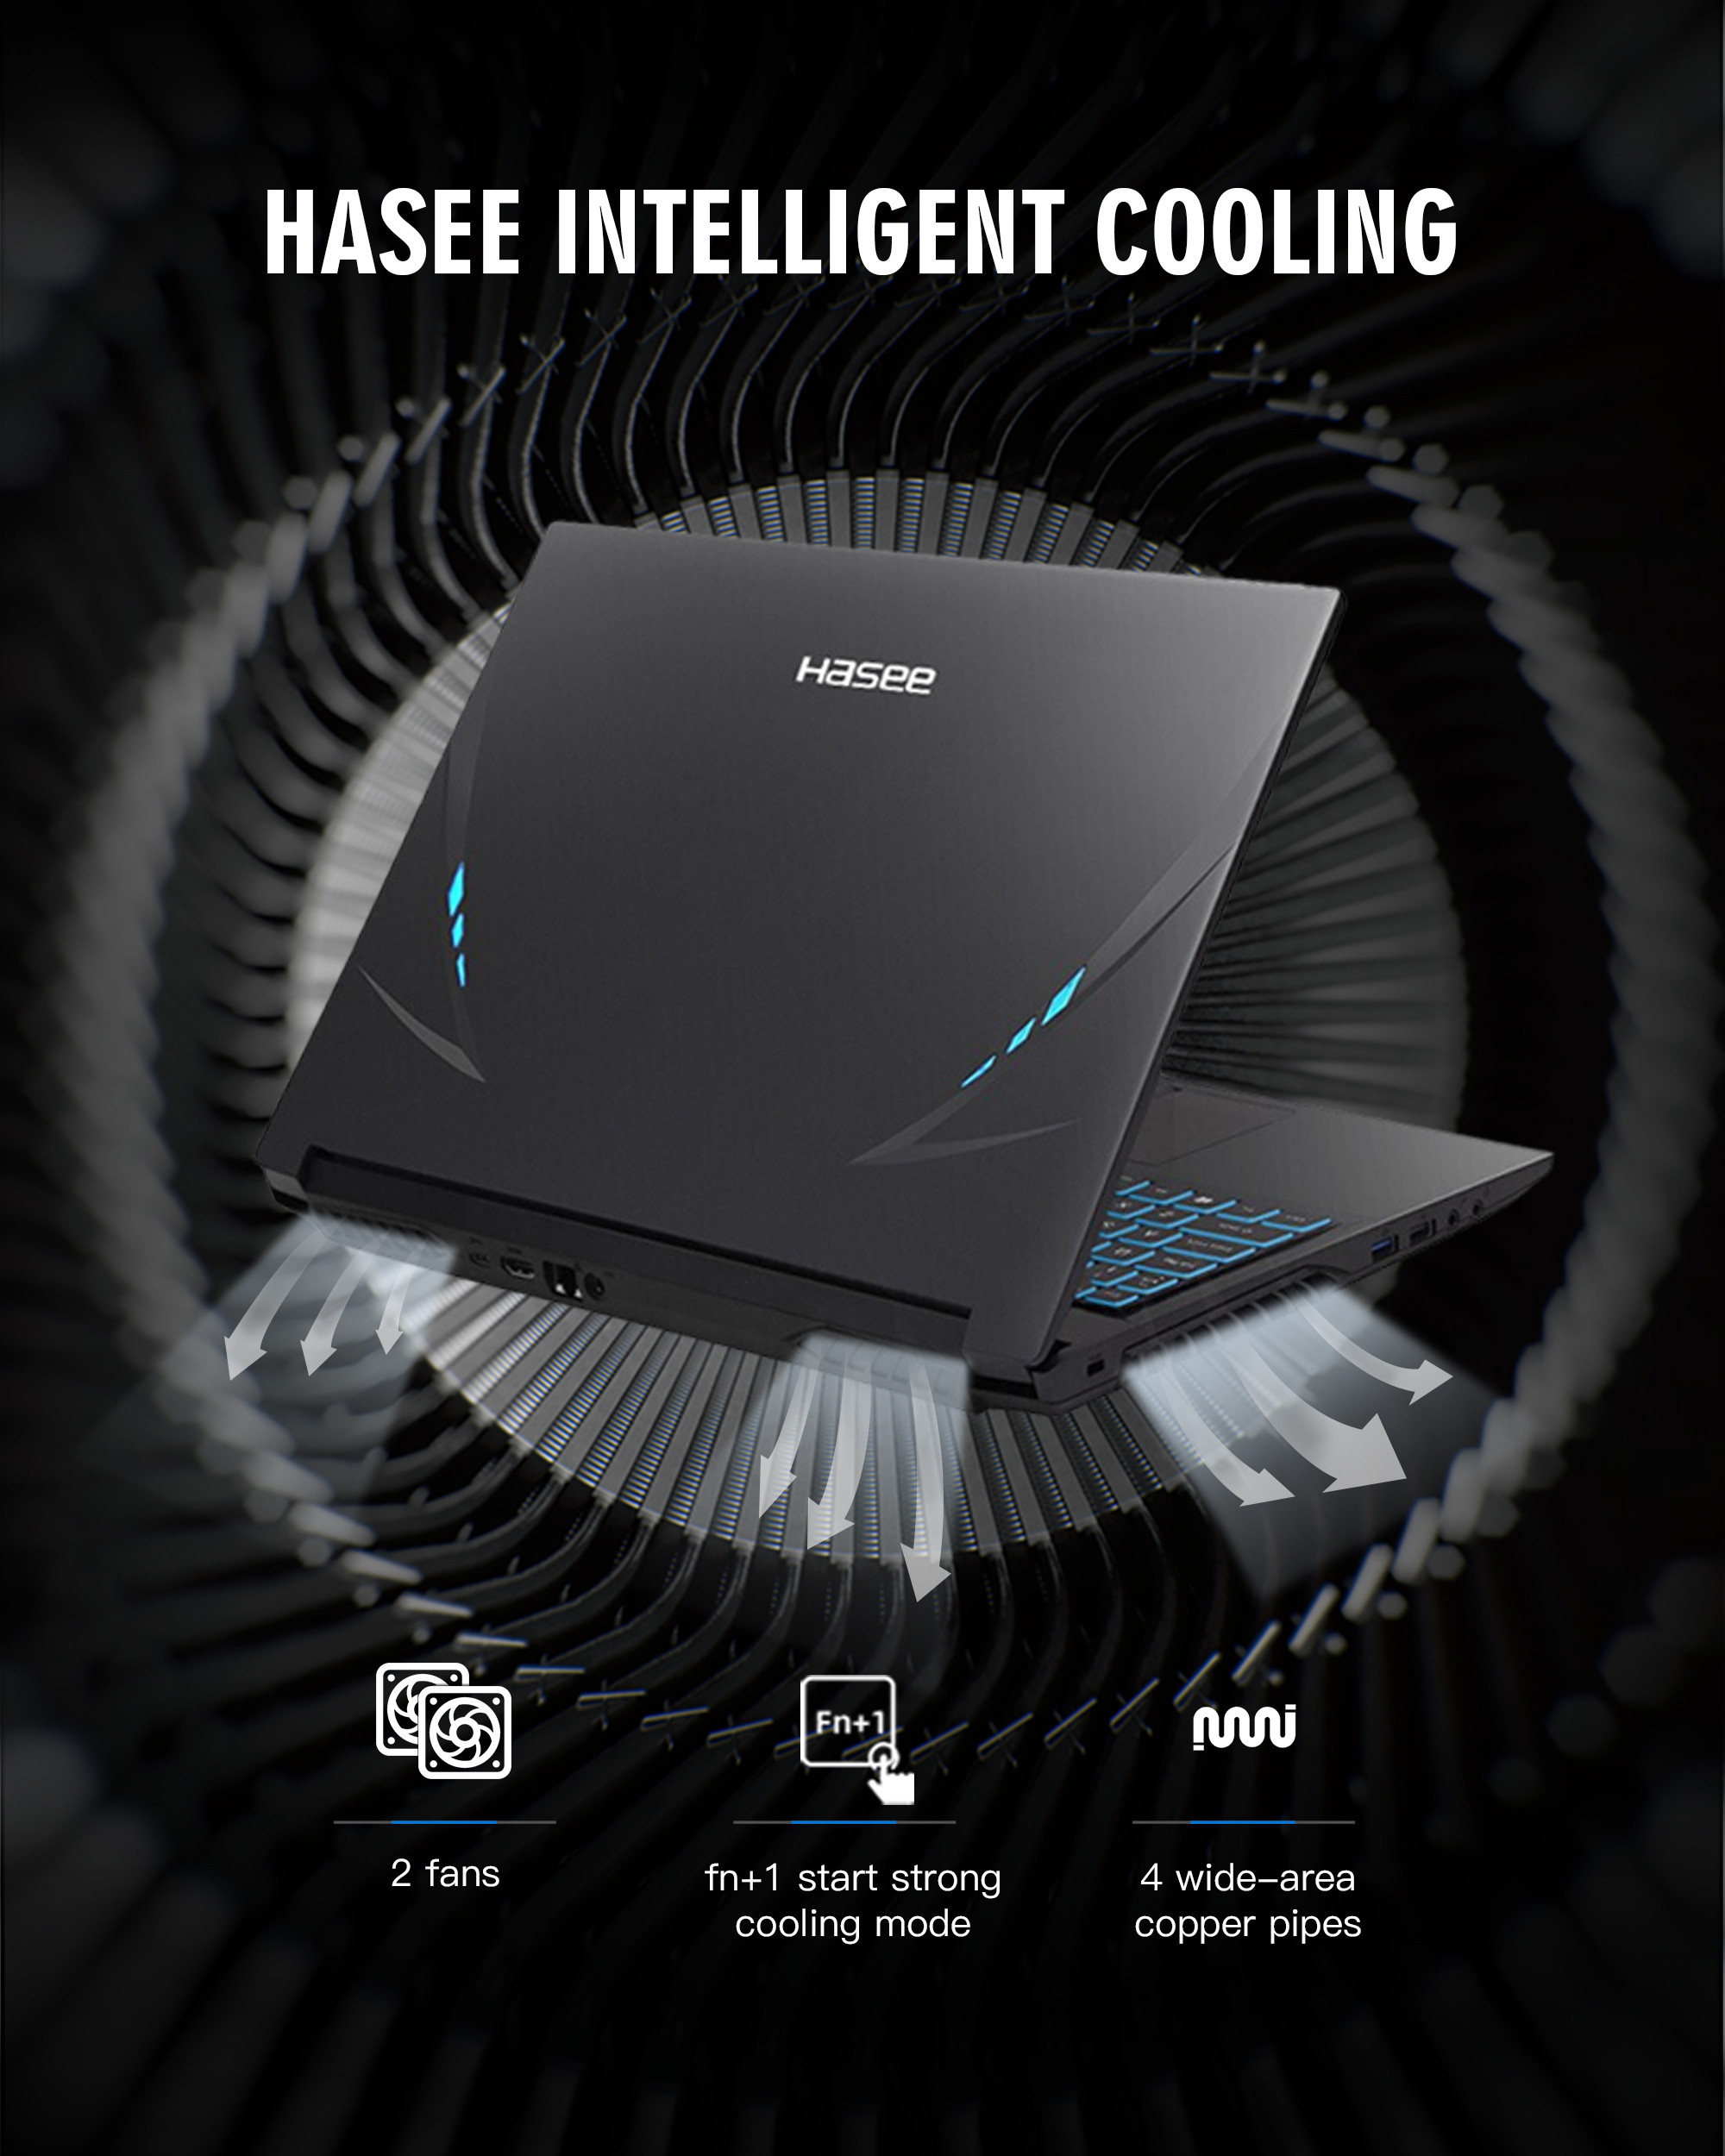 HASEE INTELLIGENT COOLING
Hasee
Fn+1
2 fans
fn+1 start strong
cooling mode
4 wide-area
copper pipes